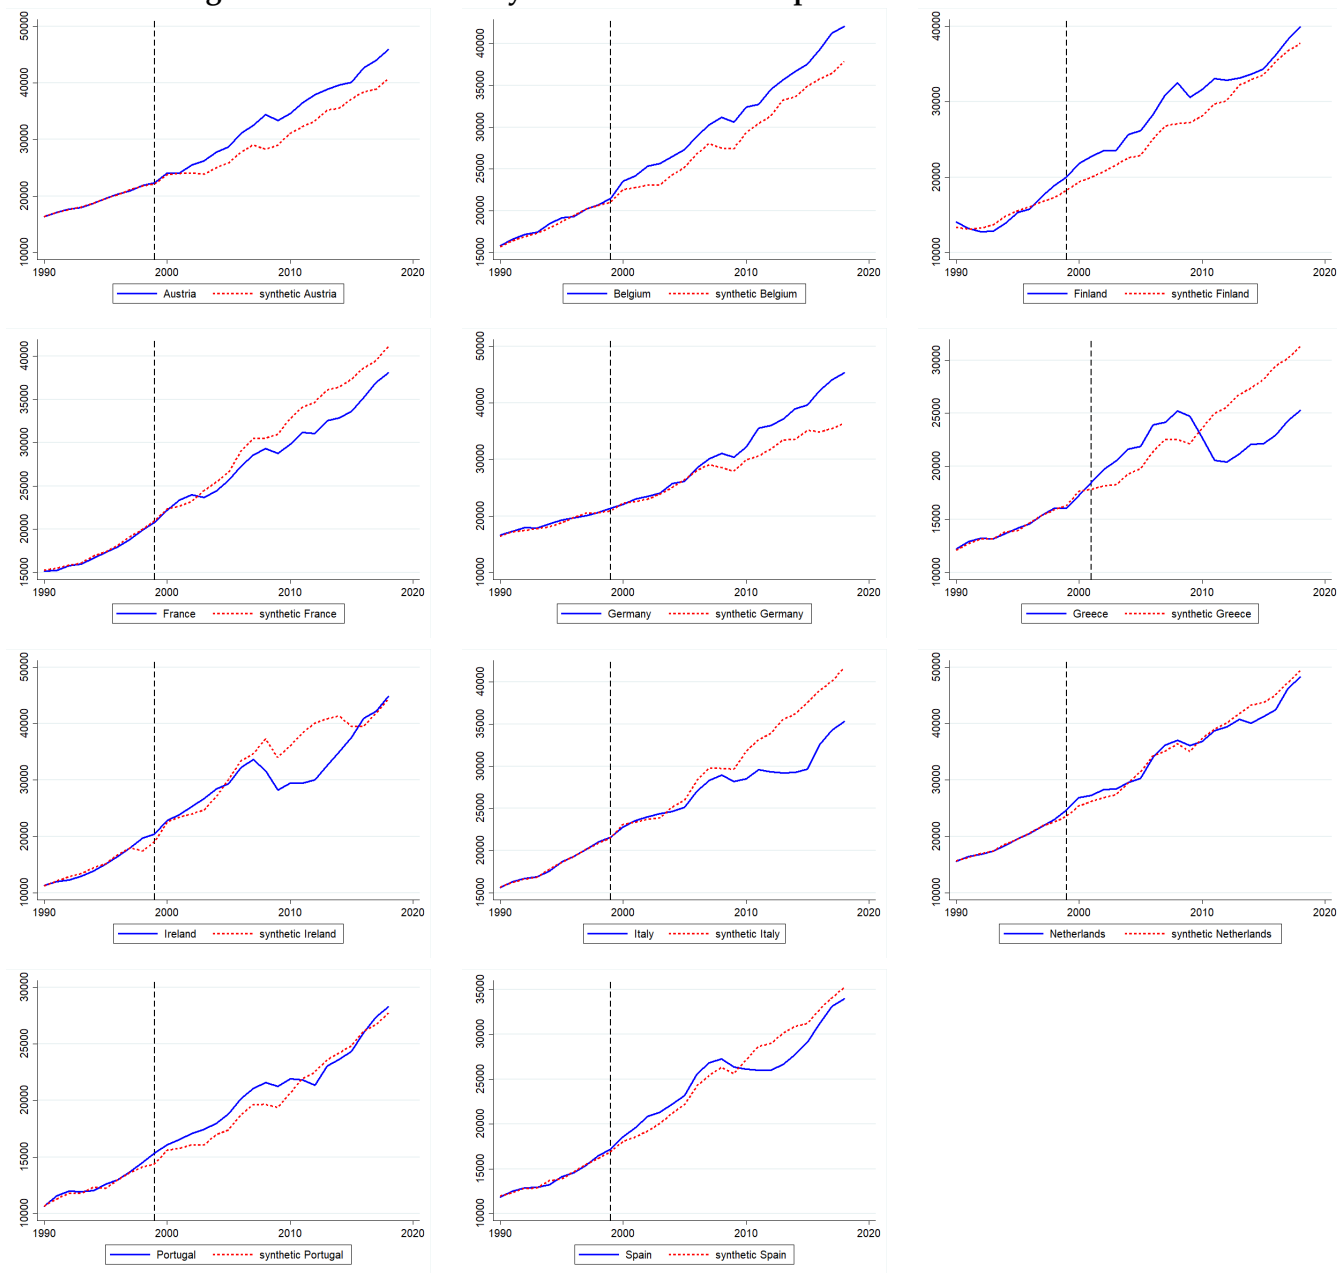 50000
40000
30000
20000
10000
1990 2000 2010 2020
Austria synthetic Austria
40000
35000
30000
25000
20000
15000
1990 2000 2010 2020
Belgium synthetic Belgium
40000
30000
20000
10000
1990 2000 2010 2020
Finland synthetic Finland
40000
35000
30000
25000
20000
15000
1990 2000 2010 2020
France synthetic France
50000
40000
30000
20000
10000
1990 2000 2010 2020
Germany synthetic Germany
30000
25000
20000
15000
10000
1990 2000 2010 2020
Greece synthetic Greece
50000
40000
30000
20000
10000
1990 2000 2010 2020
Ireland synthetic Ireland
40000
35000
30000
25000
20000
15000
1990 2000 2010 2020
Italy synthetic Italy
50000
40000
30000
20000
10000
1990 2000 2010 2020
Netherlands synthetic Netherlands
30000
25000
20000
15000
10000
1990 2000 2010 2020
Portugal synthetic Portugal
35000
30000
25000
20000
15000
10000
1990 2000 2010 2020
Spain synthetic Spain